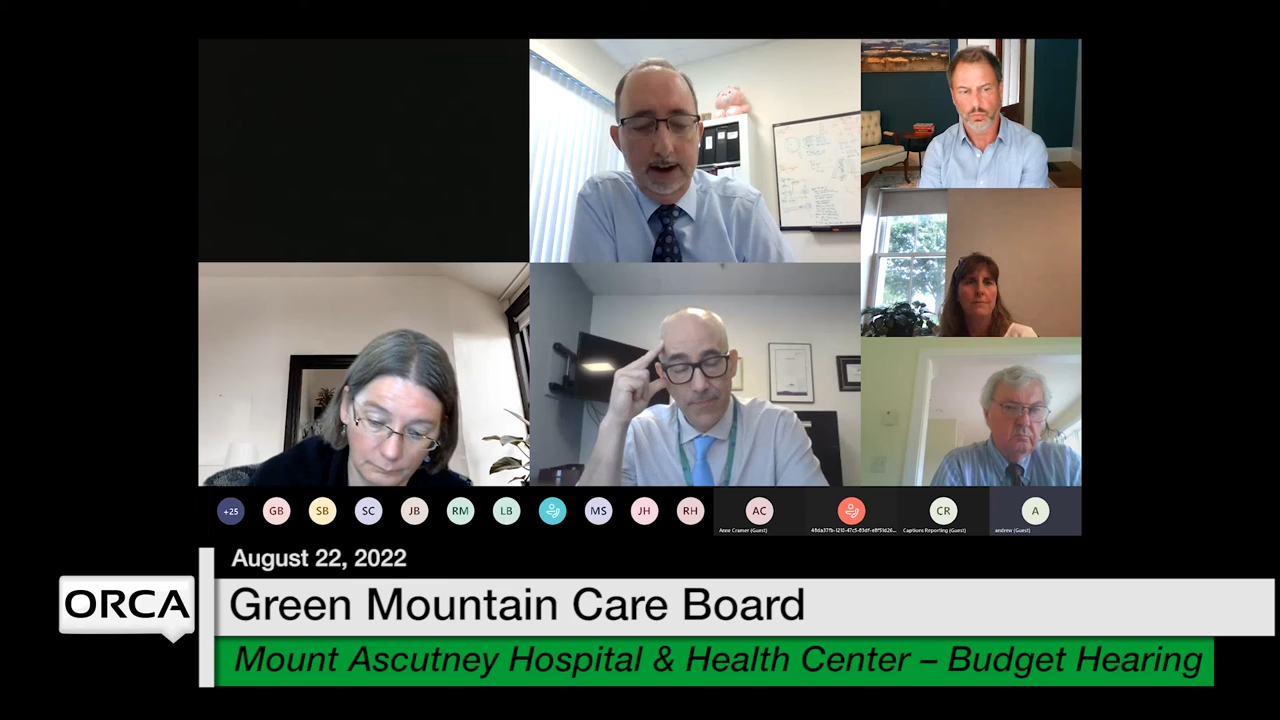 +25 GB SB SC JB RM LB MS JH RH AC CR A
Anne Cramer (Guest) Captions Reporting (Guest) andrew (Guest)
August 22, 2022
ORCA
Green Mountain Care Board
Mount Ascutney Hospital & Health Center – Budget Hearing